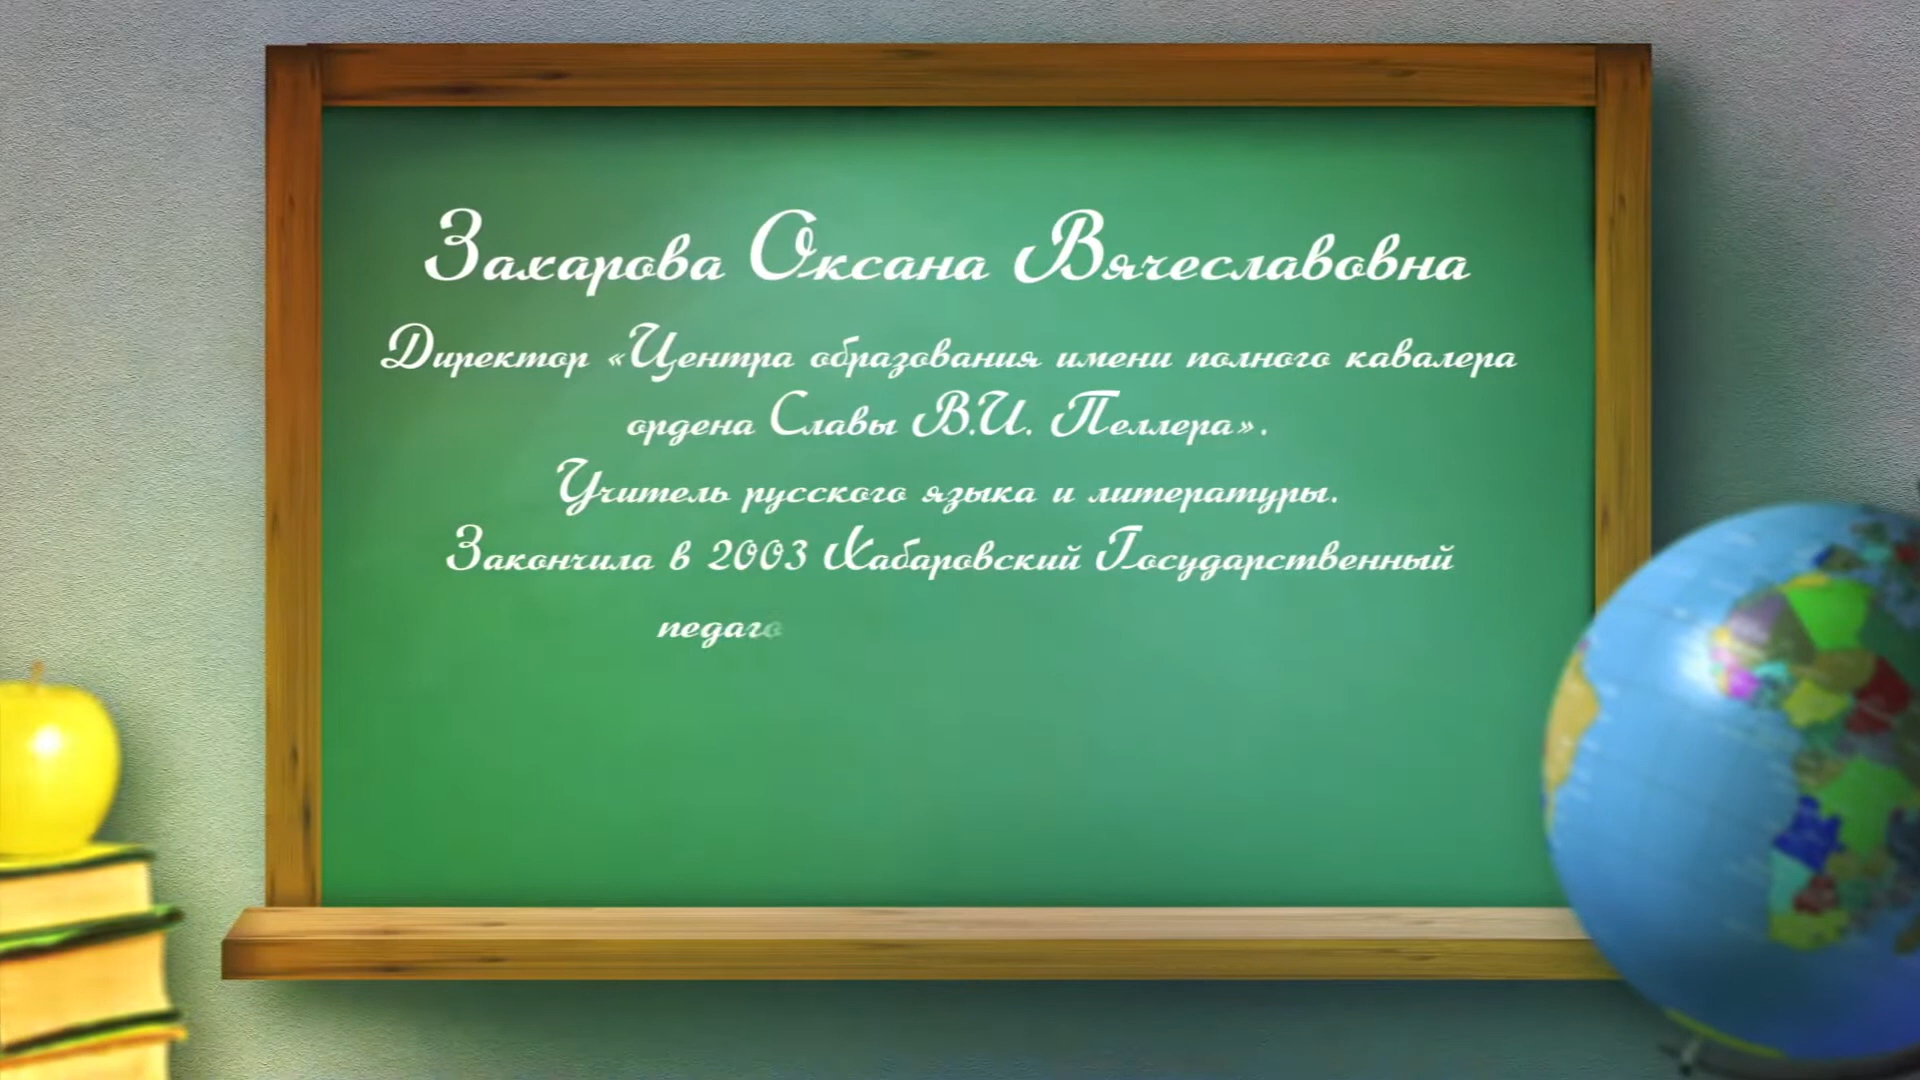 Захарова Оксана Вячеславовна
Директор «Центра образования имени полного кавалера
ордена Славы В.И. Пеллера».
Учитель русского языка и литературы.
Закончила в 2003 Хабаровский Государственный
педаго